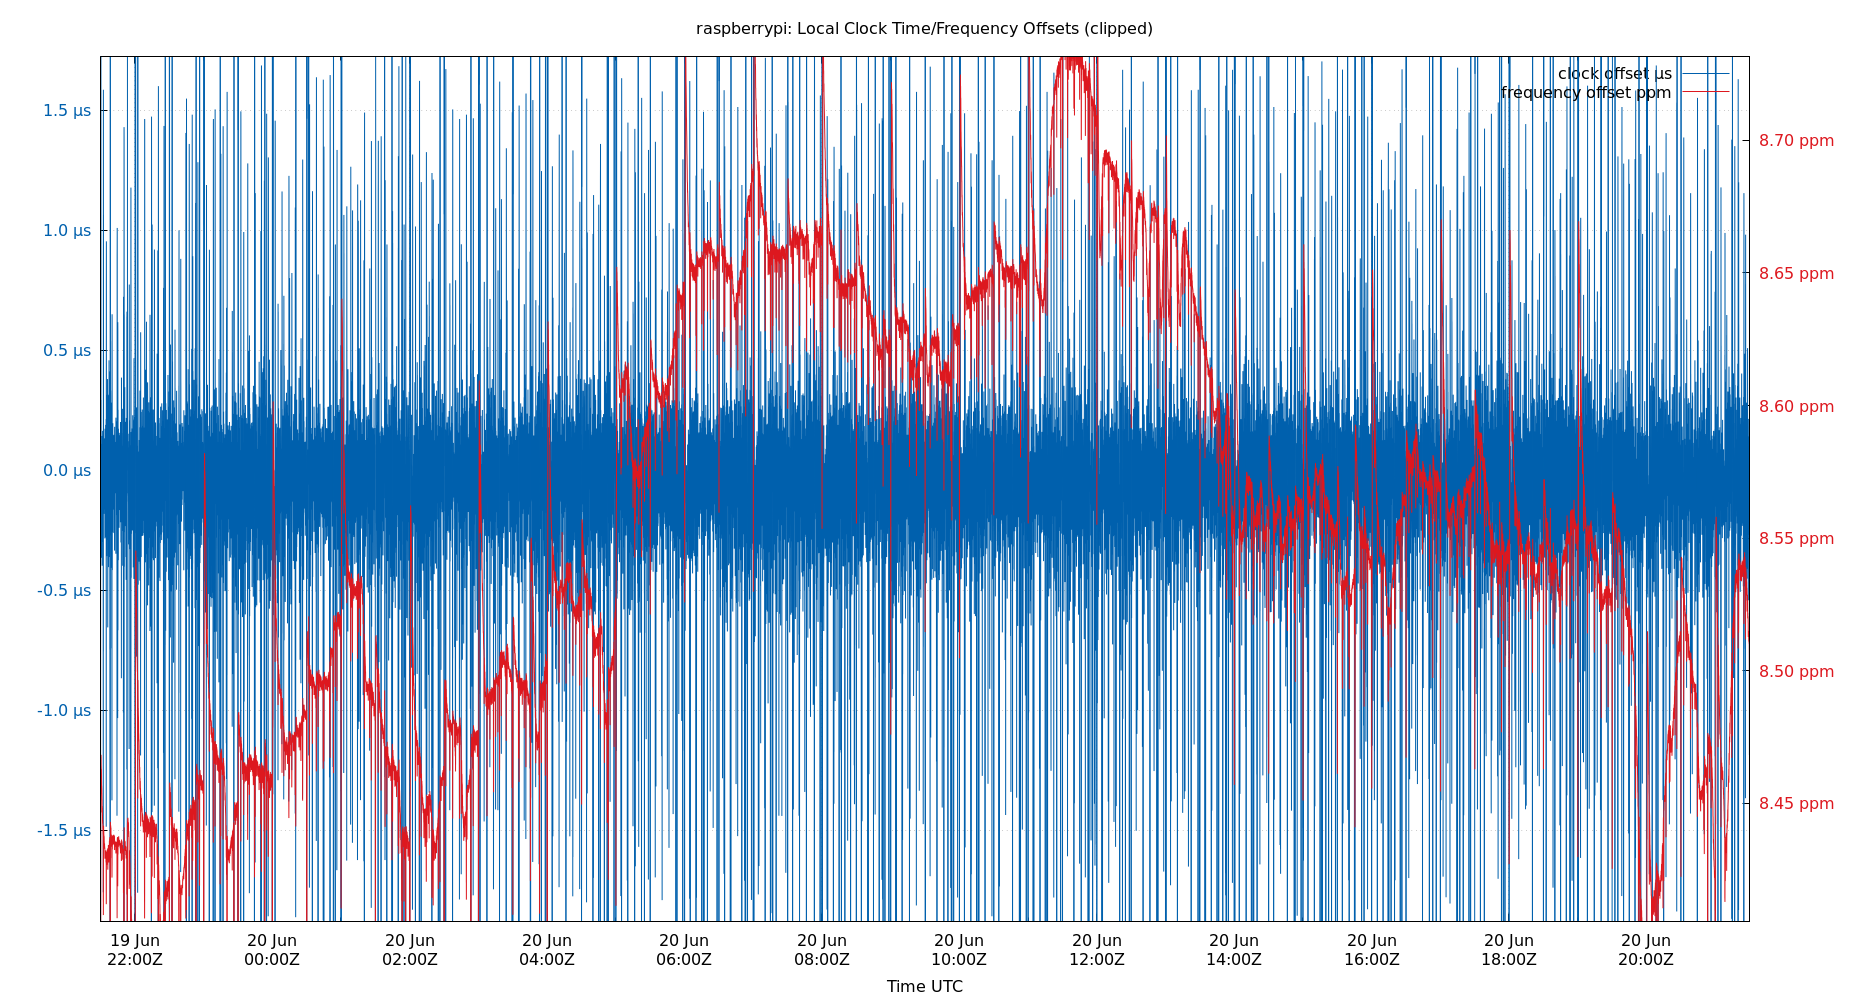 raspberrypi: Local Clock Time/Frequency Offsets (clipped)
clock offset µs
frequency offset ppm
1.5 µs
1.0 µs
0.5 µs
0.0 µs
-0.5 µs
-1.0 µs
-1.5 µs
8.70 ppm
8.65 ppm
8.60 ppm
8.55 ppm
8.50 ppm
8.45 ppm
19 Jun 20 Jun 20 Jun 20 Jun 20 Jun 20 Jun 20 Jun 20 Jun 20 Jun 20 Jun 20 Jun 20 Jun
22:00Z 00:00Z 02:00Z 04:00Z 06:00Z 08:00Z 10:00Z 12:00Z 14:00Z 16:00Z 18:00Z 20:00Z
Time UTC